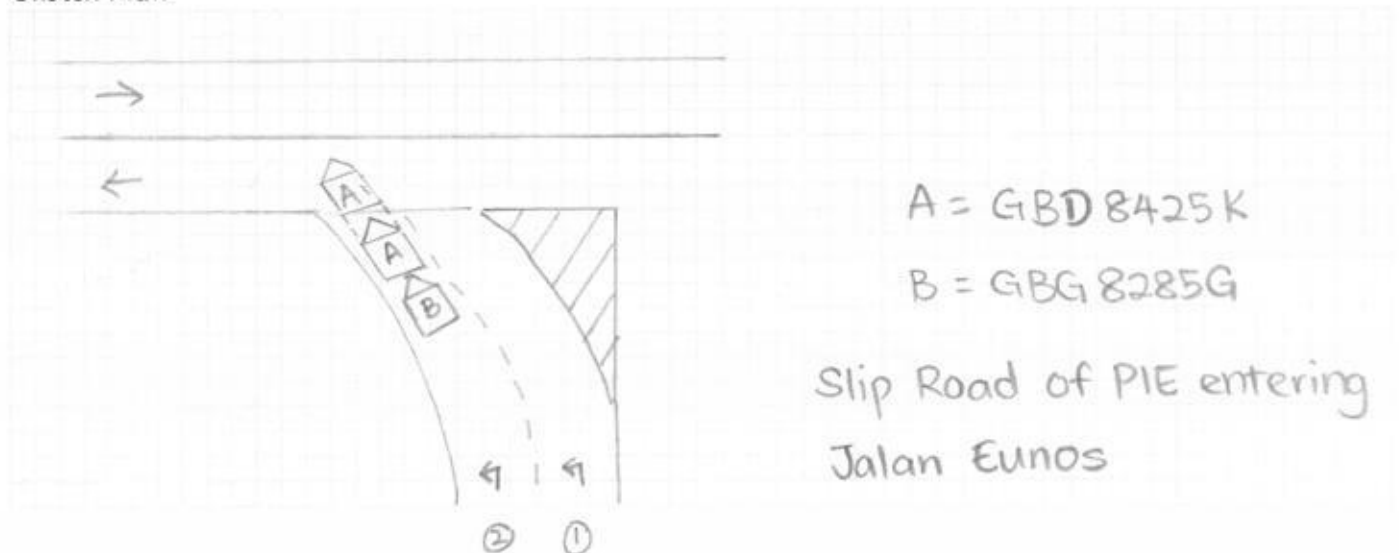 A
A
B
A = GBD 8425K
B = GBG 8285G
Slip Road of PIE entering
Jalan Eunos
② ①